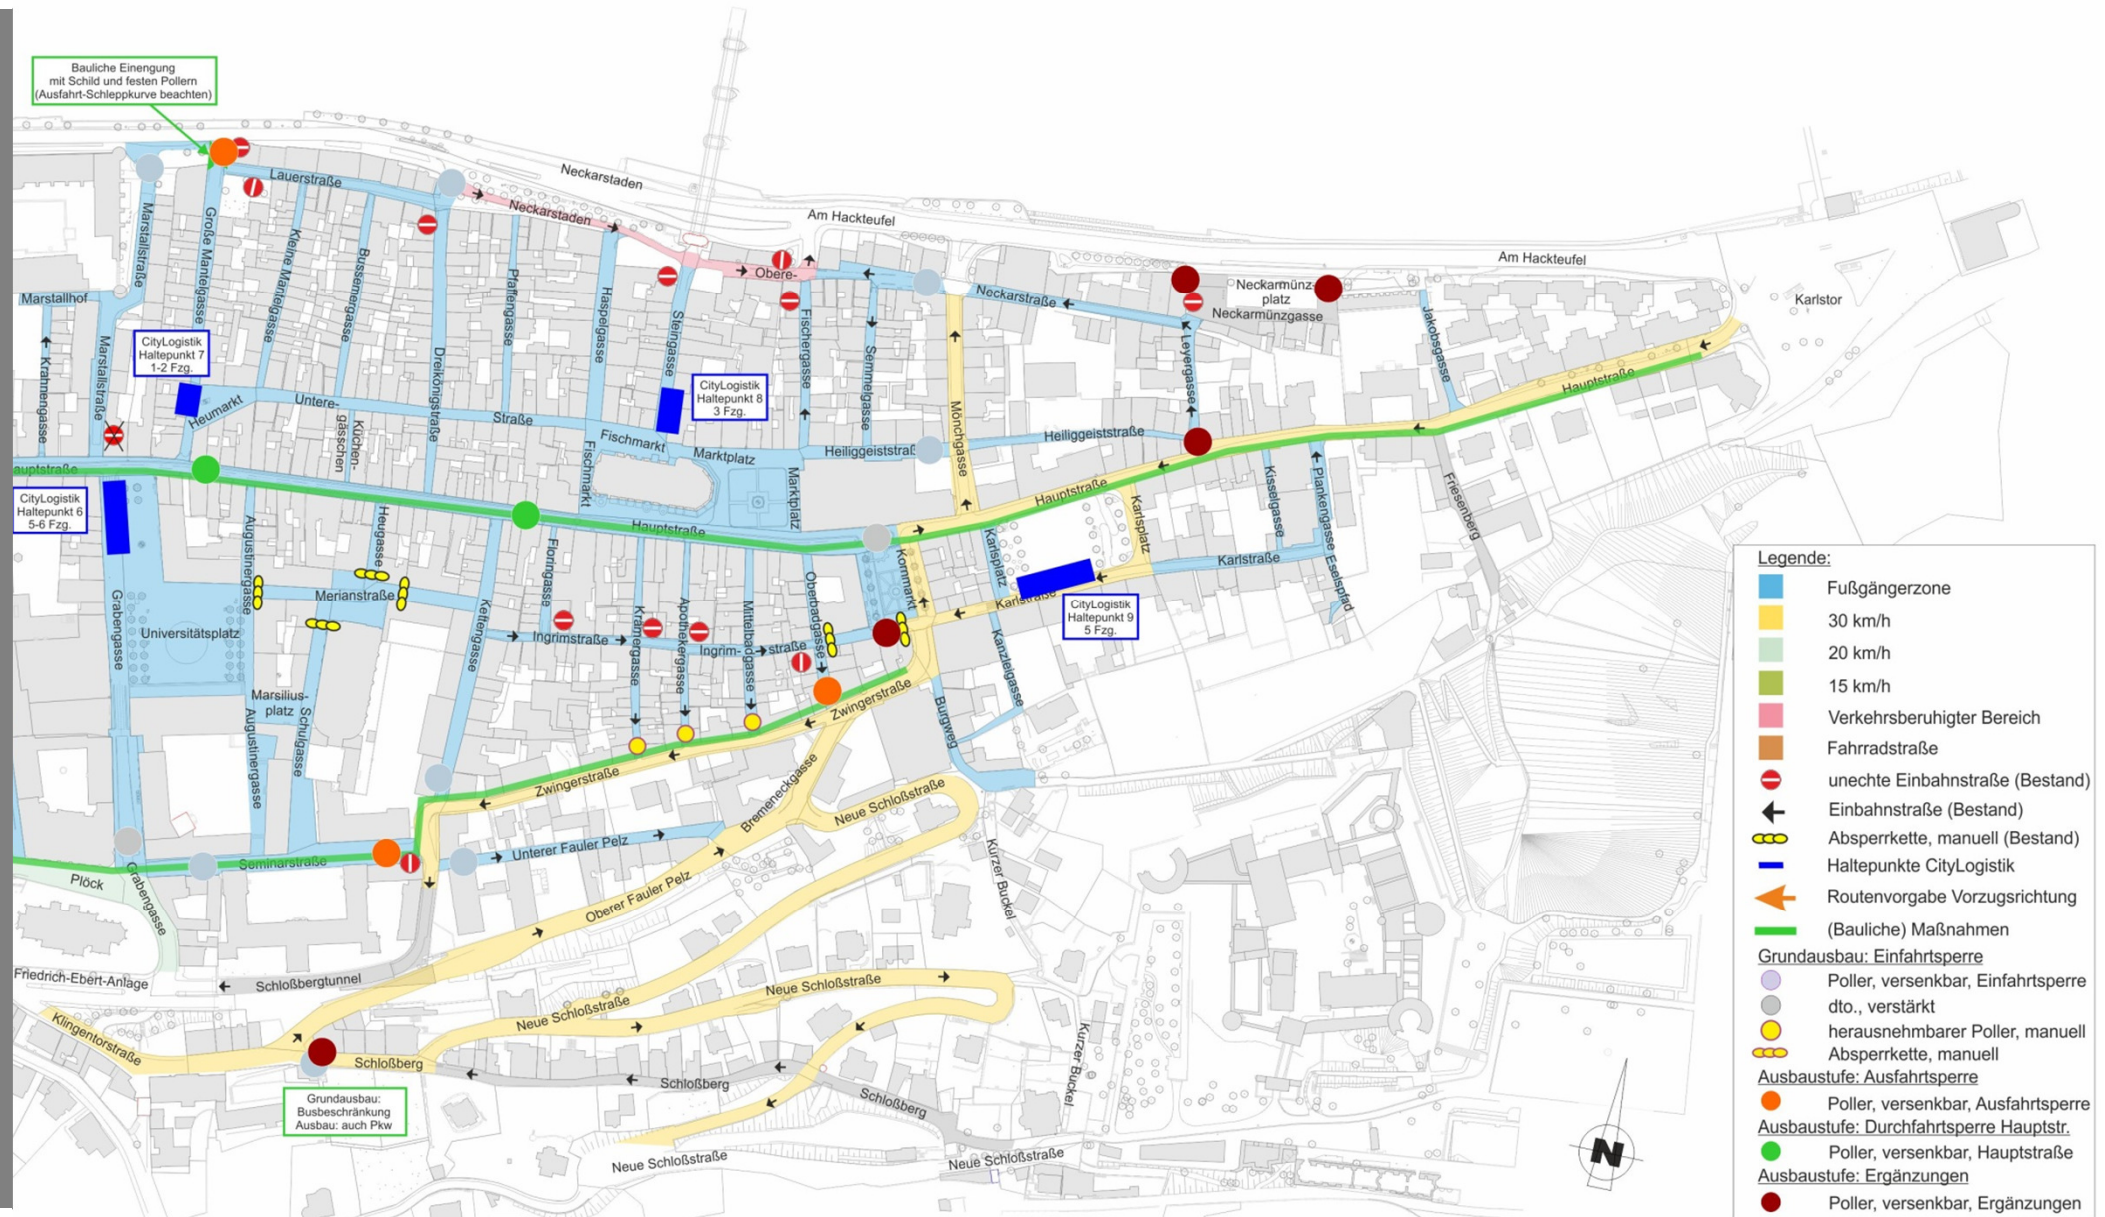 Bauliche Einengung
mit Schild und festen Pollern
(Ausfahrt-Schleppkurve beachten)
Neckarstaden
Lauerstraße
Neckarstaden
Am Hackteufel
Am Hackteufel
Obere-
Neckarstraße
Neckarmünz-
platz
Neckarmünzgasse
Karlstor
Marstallhof
Marstallstraße
Große Mantelgasse
Kleine Mantelgasse
Bussemergasse
Dreikönigstraße
Pfaffengasse
Haspelgasse
Steingasse
Fischergasse
Semmelgasse
Mönchgasse
Leyergasse
Jakobsgasse
Hauptstraße
Krahnengasse
Marstallstraße
CityLogistik
Haltepunkt 7
1-2 Fzg.
CityLogistik
Haltepunkt 8
3 Fzg.
Heumarkt
Untere-
Straße
Küchen-
gässchen
Fischmarkt
Fischmarkt
Marktplatz
Marktplatz
Heiliggeiststraß
Heiliggeiststraße
auptstraße
Hauptstraße
Hauptstraße
CityLogistik
Haltepunkt 6
5-6 Fzg.
Augustinergasse
Heugasse
Floringasse
Kettengasse
Merianstraße
Grabengasse
Universitätsplatz
Marsilius-
platz
Augustinergasse
Schulgasse
Ingrimstraße
Ingrim-
straße
Krämergasse
Apothekergasse
Mittelbadgasse
Oberbadgasse
Kornmarkt
Karlsplatz
Karlsplatz
Karlstraße
Karlstraße
Kisselgasse
Plankengasse
Eselspfad
Friesenberg
CityLogistik
Haltepunkt 9
5 Fzg.
Kanzleigasse
Burgweg
Zwingerstraße
Zwingerstraße
Bremeneckgasse
Neue Schloßstraße
Unterer Fauler Pelz
Oberer Fauler Pelz
Seminarstraße
Plöck
Grabengasse
Friedrich-Ebert-Anlage
Schloßbergtunnel
Klingentorstraße
Schloßberg
Neue Schloßstraße
Neue Schloßstraße
Schloßberg
Schloßberg
Kurzer Buckel
Kurzer Buckel
Neue Schloßstraße
Neue Schloßstraße
Grundausbau:
Busbeschränkung
Ausbau: auch Pkw
N
Legende:
Fußgängerzone
30 km/h
20 km/h
15 km/h
Verkehrsberuhigter Bereich
Fahrradstraße
unechte Einbahnstraße (Bestand)
Einbahnstraße (Bestand)
Absperrkette, manuell (Bestand)
Haltepunkte CityLogistik
Routenvorgabe Vorzugsrichtung
(Bauliche) Maßnahmen
Grundausbau: Einfahrtsperre
Poller, versenkbar, Einfahrtsperre
dto., verstärkt
herausnehmbarer Poller, manuell
Absperrkette, manuell
Ausbaustufe: Ausfahrtsperre
Poller, versenkbar, Ausfahrtsperre
Ausbaustufe: Durchfahrtsperre Hauptstr.
Poller, versenkbar, Hauptstraße
Ausbaustufe: Ergänzungen
Poller, versenkbar, Ergänzungen